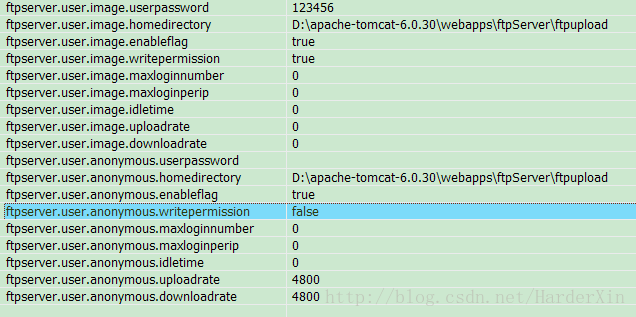 ftpserver.user.image.userpassword 123456
ftpserver.user.image.homedirectory D:\apache-tomcat-6.0.30\webapps\ftpServer\ftpupload
ftpserver.user.image.enableflag true
ftpserver.user.image.writepermission true
ftpserver.user.image.maxloginnumber 0
ftpserver.user.image.maxloginperip 0
ftpserver.user.image.idletime 0
ftpserver.user.image.uploadrate 0
ftpserver.user.image.downloadrate 0
ftpserver.user.anonymous.userpassword
ftpserver.user.anonymous.homedirectory D:\apache-tomcat-6.0.30\webapps\ftpServer\ftpupload
ftpserver.user.anonymous.enableflag true
ftpserver.user.anonymous.writepermission false
ftpserver.user.anonymous.maxloginnumber 0
ftpserver.user.anonymous.maxloginperip 0
ftpserver.user.anonymous.idletime 0
ftpserver.user.anonymous.uploadrate 4800
ftpserver.user.anonymous.downloadrate 4800
http://blog.csdn.net/HarderXin